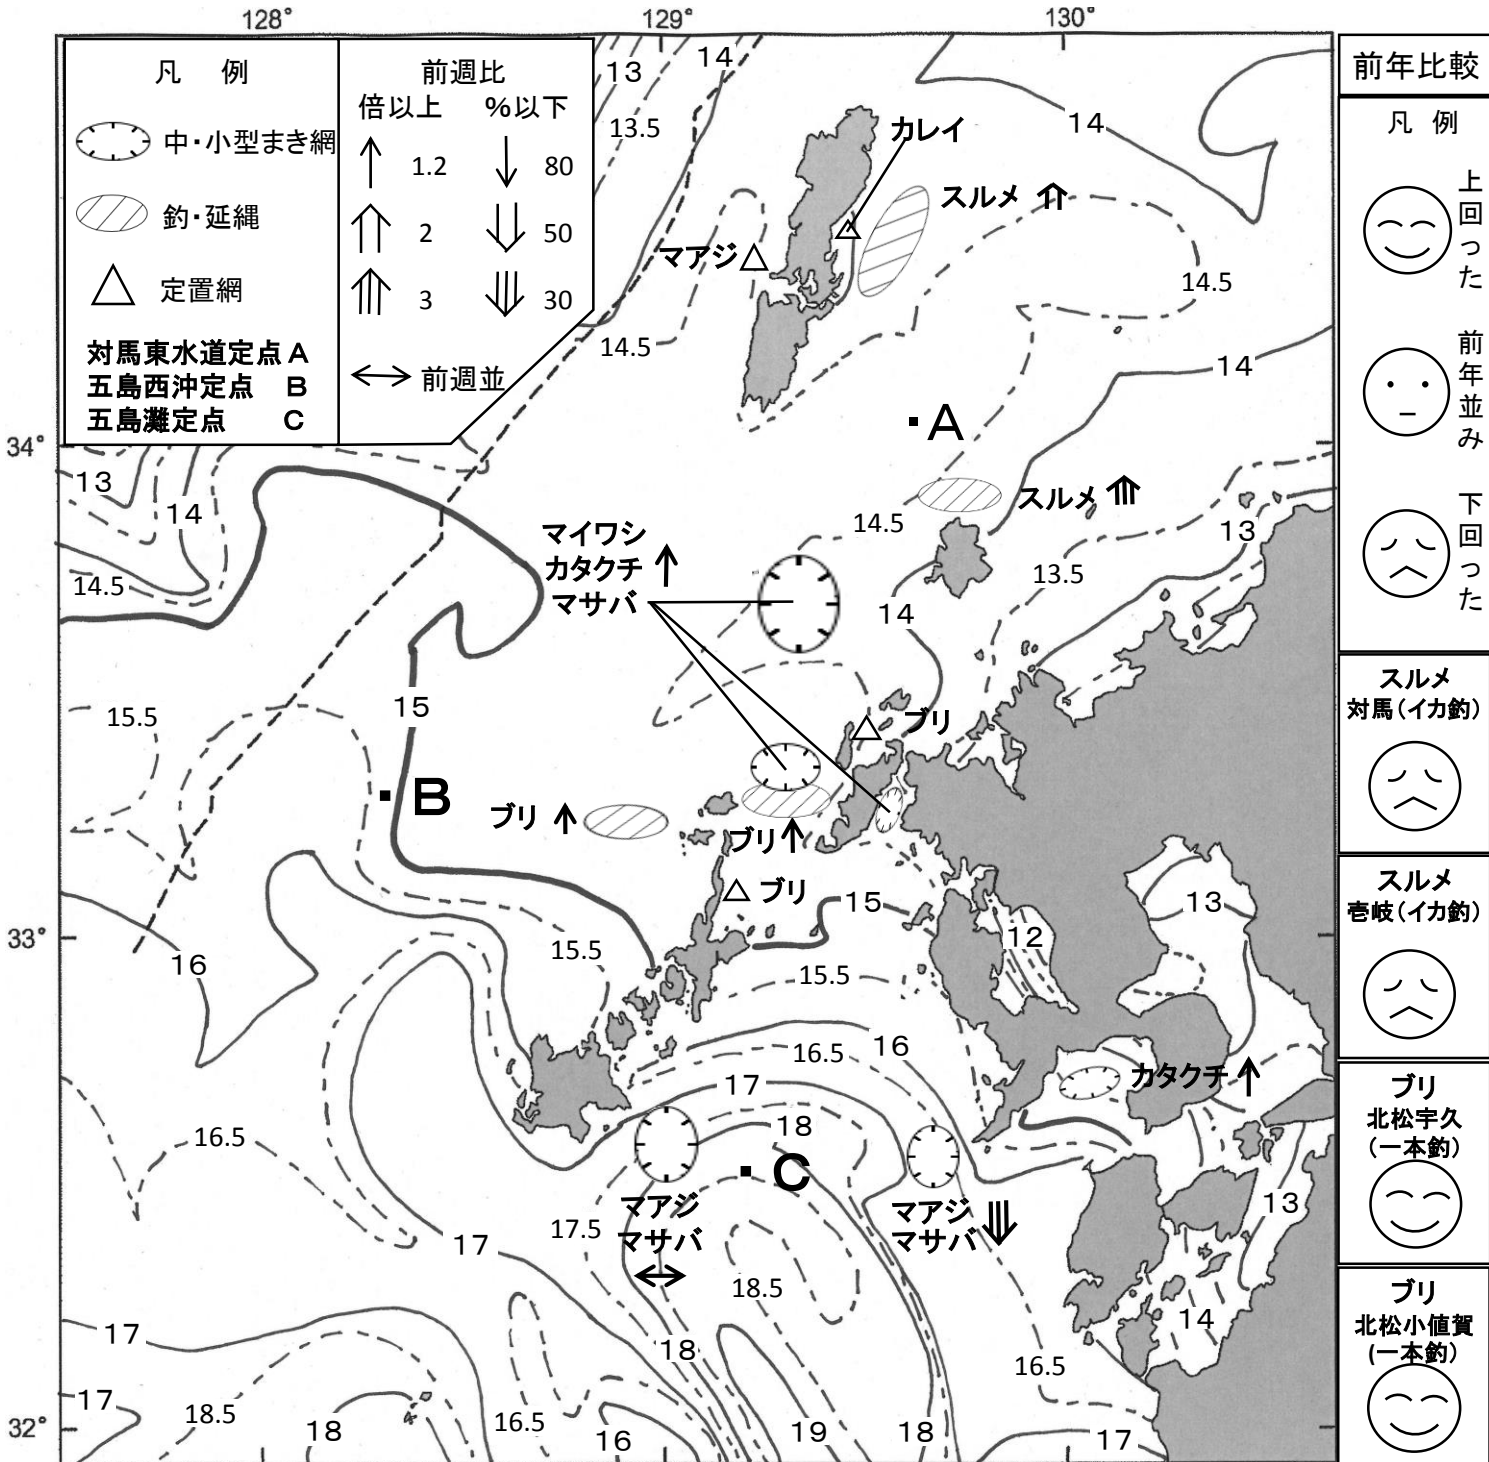 128°
129°
130°
凡 例
中・小型まき網
釣・延縄
定置網
対馬東水道定点 A
五島西沖定点 B
五島灘定点 C
前週比
倍以上 %以下
1.2 80
2 50
3 30
前週並
前年比較
凡 例
上回った
前年並み
下回った
スルメ
対馬(イカ釣)
スルメ
壱岐(イカ釣)
ブリ
北松宇久
(一本釣)
ブリ
北松小値賀
(一本釣)
13
14
13.5
カレイ
14
スルメ
マアジ
14.5
14.5
14
A
34°
13
14
スルメ
14.5
13
マイワシ
カタクチ
マサバ
14.5
13.5
14
15
15.5
ブリ
B
ブリ
ブリ
ブリ
15
13
33°
12
16
15.5
15.5
16
16.5
17
カタクチ
18
16.5
C
マアジ
マサバ
マアジ
マサバ
17.5
13
17
18.5
14
17
18
16.5
17
18.5
16.5
32°
18
16
19
18
17